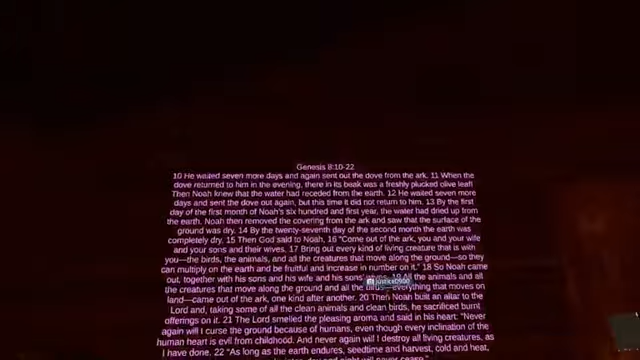 Genesis 8:10-22
10 He waited seven more days and again sent out the dove from the ark. 11 When the
dove returned to him in the evening, there in its beak was a freshly plucked olive leaf!
Then Noah knew that the water had receded from the earth. 12 He waited seven more
days and sent the dove out again, but this time it did not return to him. 13 By the first
day of the first month of Noah's six hundred and first year, the water had dried up from
the earth. Noah then removed the covering from the ark and saw that the surface of the
ground was dry. 14 By the twenty-seventh day of the second month the earth was
completely dry. 15 Then God said to Noah, 16 "Come out of the ark, you and your wife
and your sons and their wives. 17 Bring out every kind of living creature that is with
you—the birds, the animals, and all the creatures that move along the ground—so they
can multiply on the earth and be fruitful and increase in number on it." 18 So Noah came
out, together with his sons and his wife and his sons' wives. 19 All the animals and all
the creatures that move along the ground and all the birds—everything that moves on
land—came out of the ark, one kind after another. 20 Then Noah built an altar to the
Lord and, taking some of all the clean animals and clean birds, he sacrificed burnt
offerings on it. 21 The Lord smelled the pleasing aroma and said in his heart: "Never
again will I curse the ground because of humans, even though every inclination of the
human heart is evil from childhood. And never again will I destroy all living creatures, as
I have done. 22 "As long as the earth endures, seedtime and harvest, cold and heat,